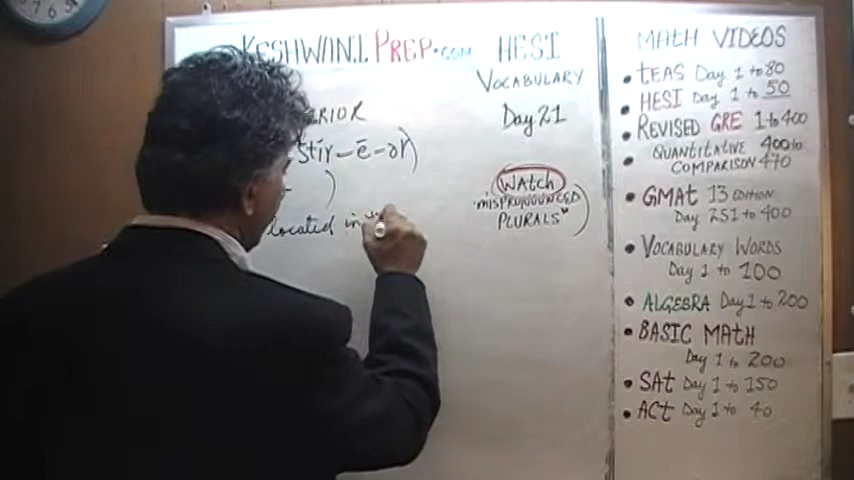 KESHWANI PREP.COM
HESI
VOCABULARY
Day 21
ERIOR
stir-ē-or)
- )
located in
WATCH
"MISPRONOUNCED
PLURALS"
MATH VIDEOS
• TEAS Day 1 to 80
• HESI Day 1 to 50
• REVISED GRE 1 to 400
• QUANTITATIVE 400 to
COMPARISON 470
• GMAT 13 EDITION
Day 251 to 400
• VOCABULARY WORDS
Day 1 to 100
• ALGEBRA Day 1 to 200
• BASIC MATH
Day 1 to 200
• SAT Day 1 to 150
• ACT Day 1 to 40